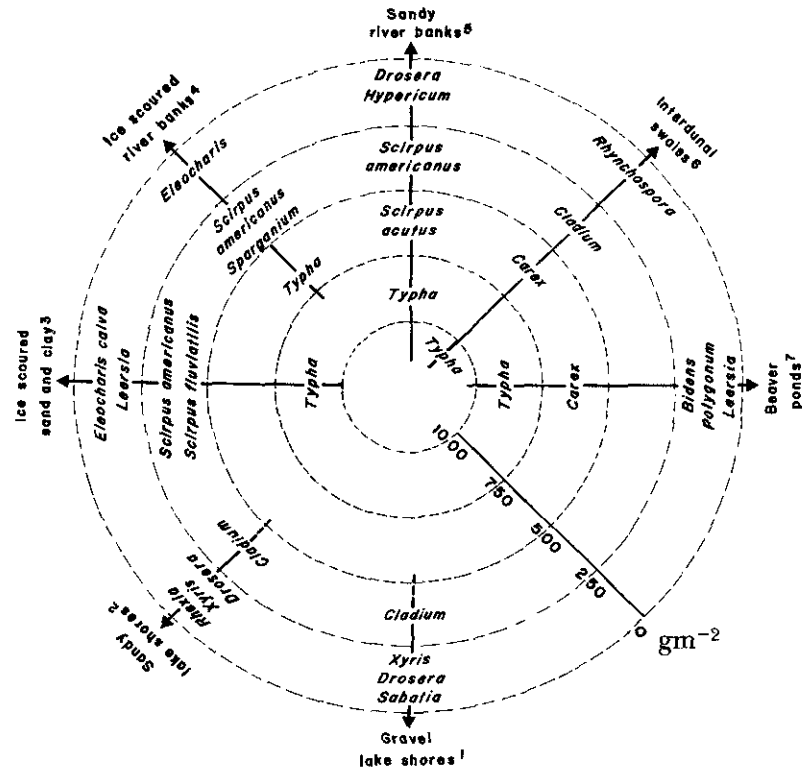 Sandy
river banks⁵
Drosera
Hypericum
Scirpus
americanus
Scirpus
acutus
Typha
Interdunal
swales⁶
Rhynchospora
Cladium
Carex
Typha
Beaver
ponds⁷
Bidens
polygonum
Leersia
Carex
Typha
1000
750
500
250
0
gm⁻²
Gravel
lake shores¹
Cladium
Xyris
Drosera
Sabatia
Sandy
lake shores²
Cladium
Drosera
Xyris
Rhexia
Ice scoured
sand and clay³
Eleocharis calva
Leersia
Scirpus americanus
Scirpus fluviatilis
Typha
Ice scoured
river banks⁴
Eleocharis
Scirpus
americanus
Sparganium
Typha